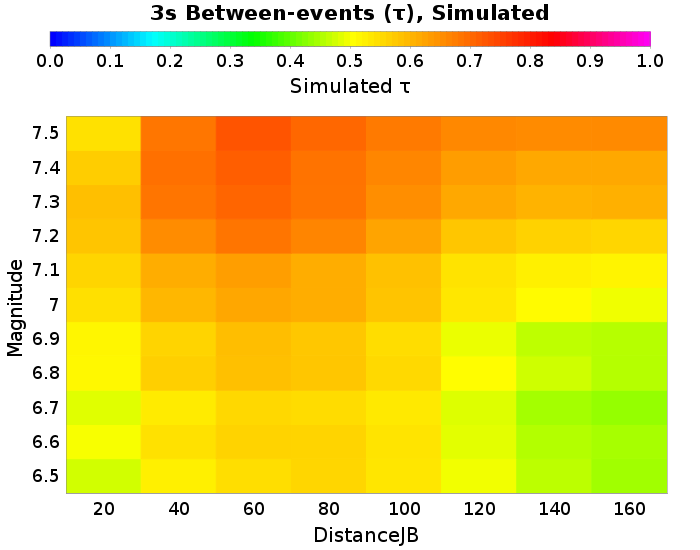 3s Between-events (τ), Simulated
0.0 0.1 0.2 0.3 0.4 0.5 0.6 0.7 0.8 0.9 1.0
Simulated τ
Magnitude
7.5
7.4
7.3
7.2
7.1
7
6.9
6.8
6.7
6.6
6.5
20 40 60 80 100 120 140 160
DistanceJB